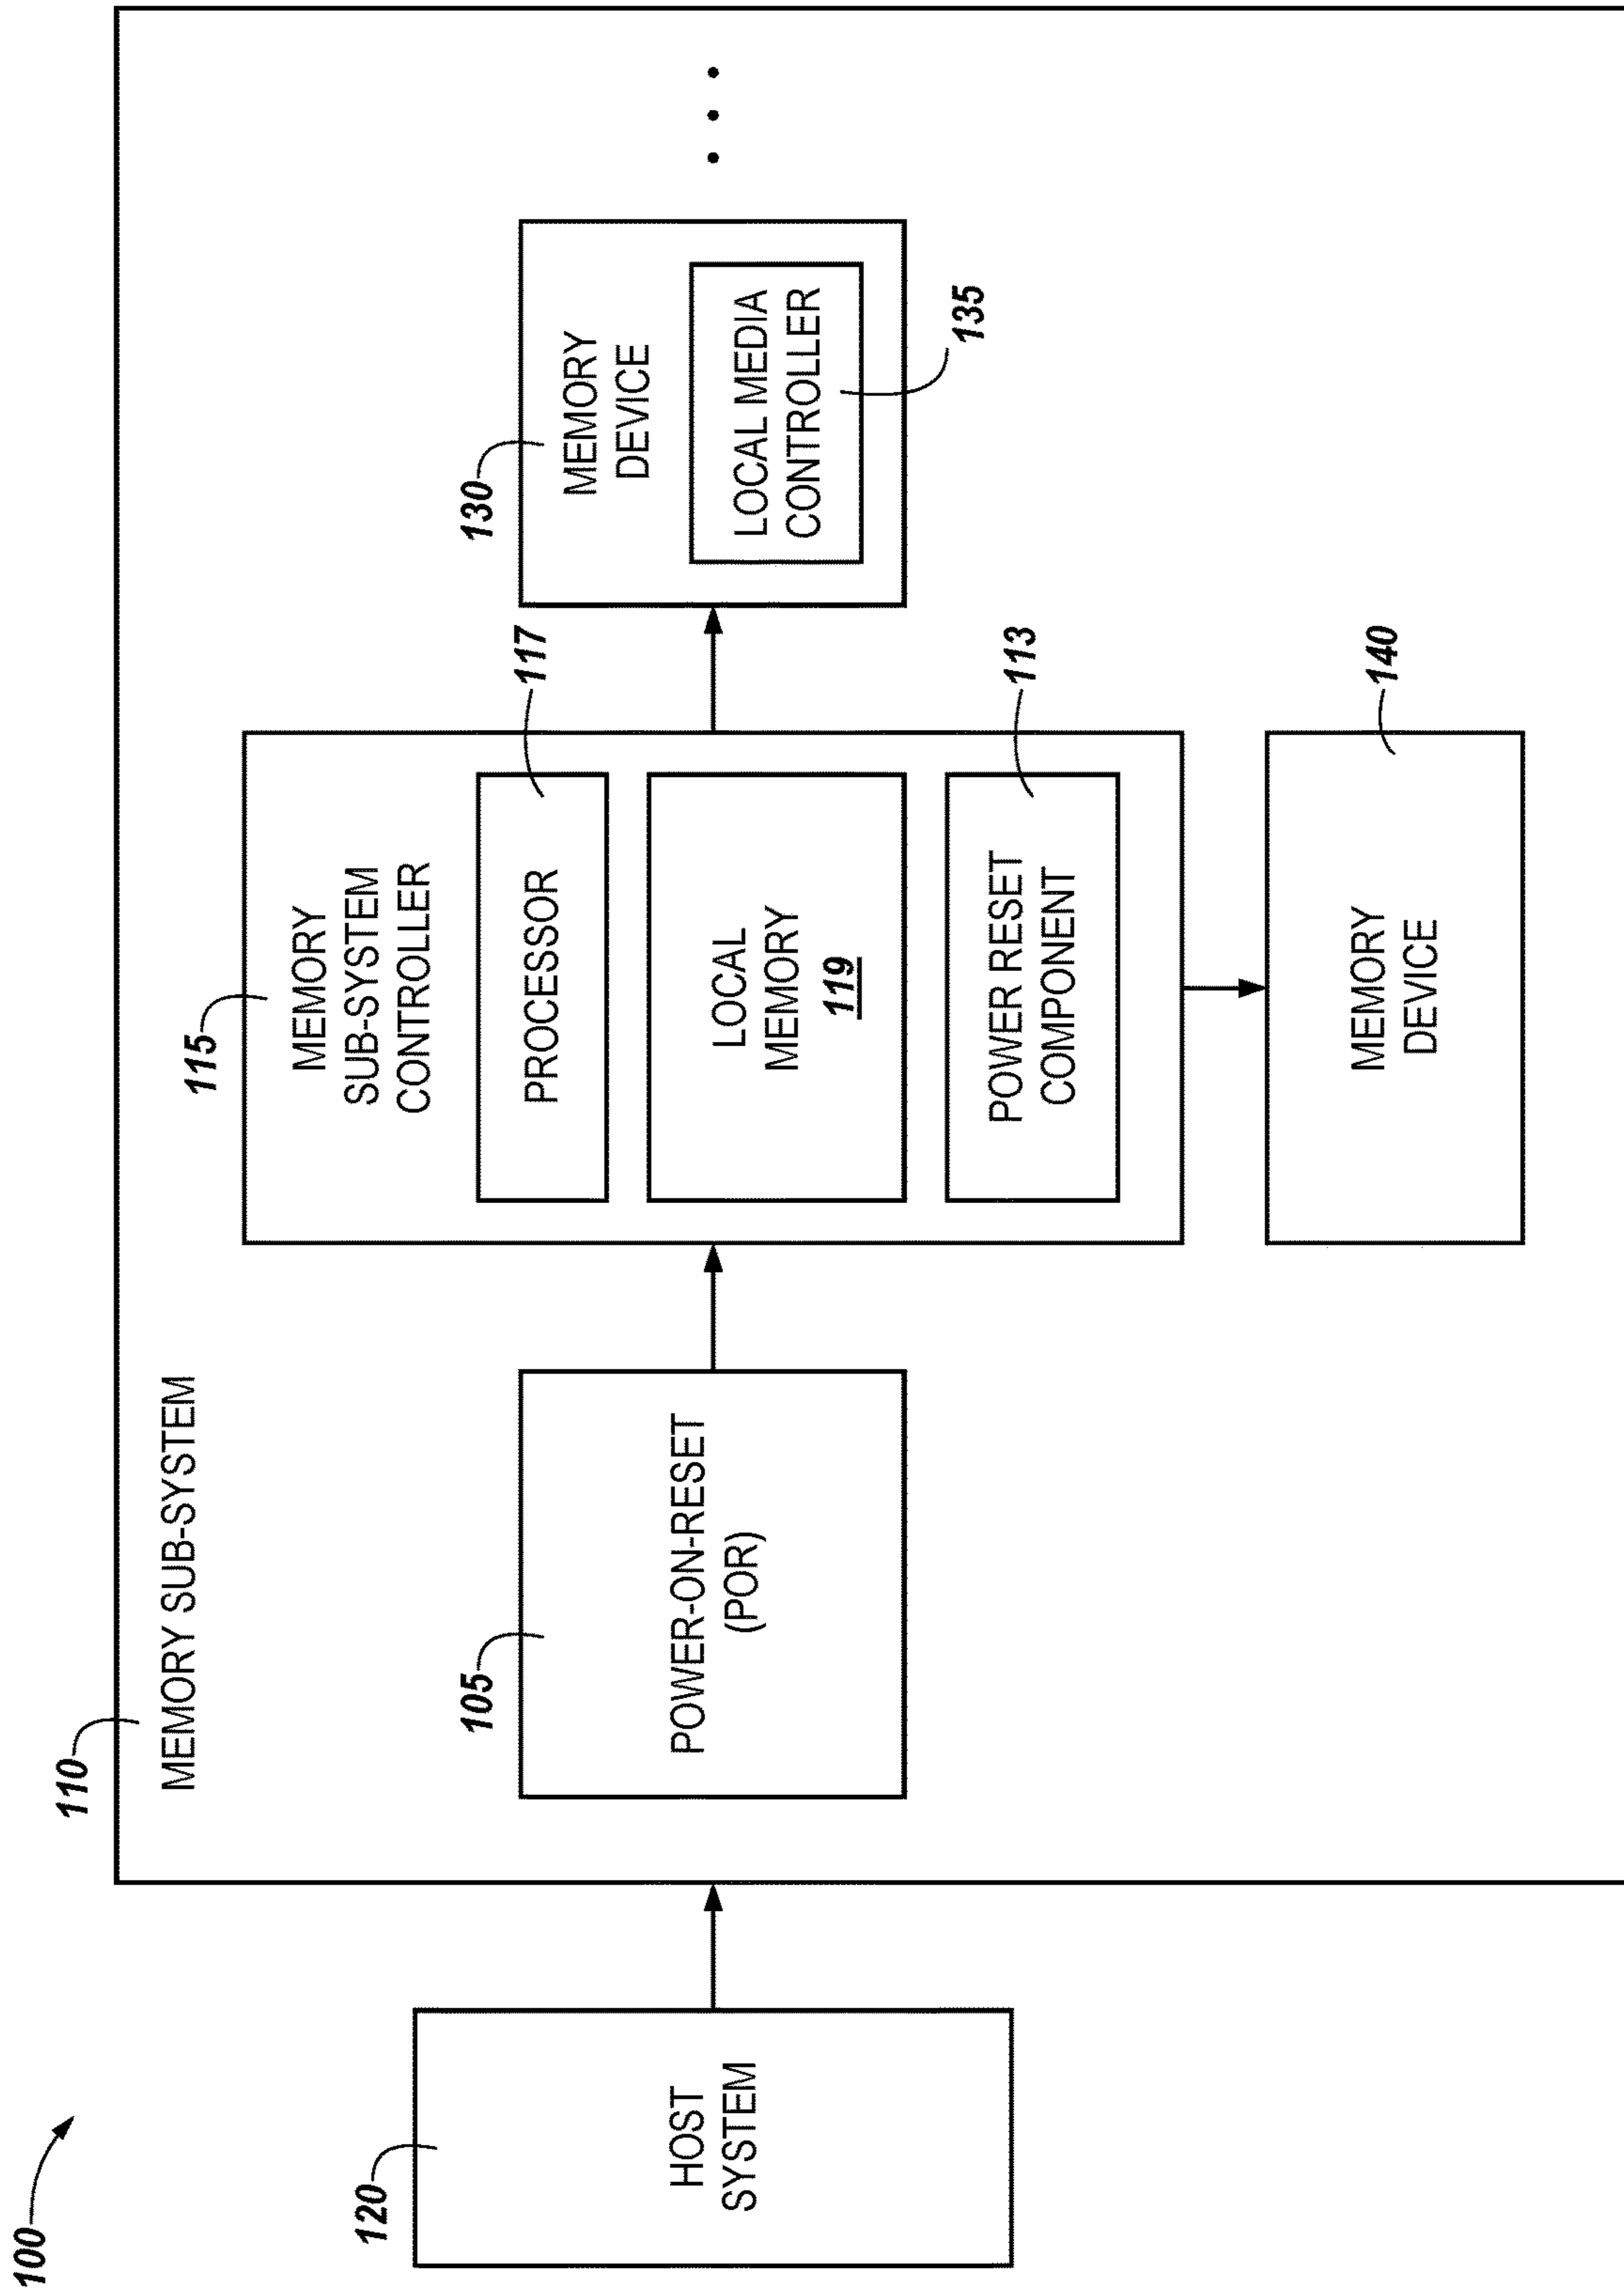 100
110
MEMORY SUB-SYSTEM
120
HOST
SYSTEM
105
POWER-ON-RESET
(POR)
115
MEMORY
SUB-SYSTEM
CONTROLLER
117
PROCESSOR
LOCAL
MEMORY
119
113
POWER RESET
COMPONENT
130
MEMORY
DEVICE
LOCAL MEDIA
CONTROLLER
135
140
MEMORY
DEVICE